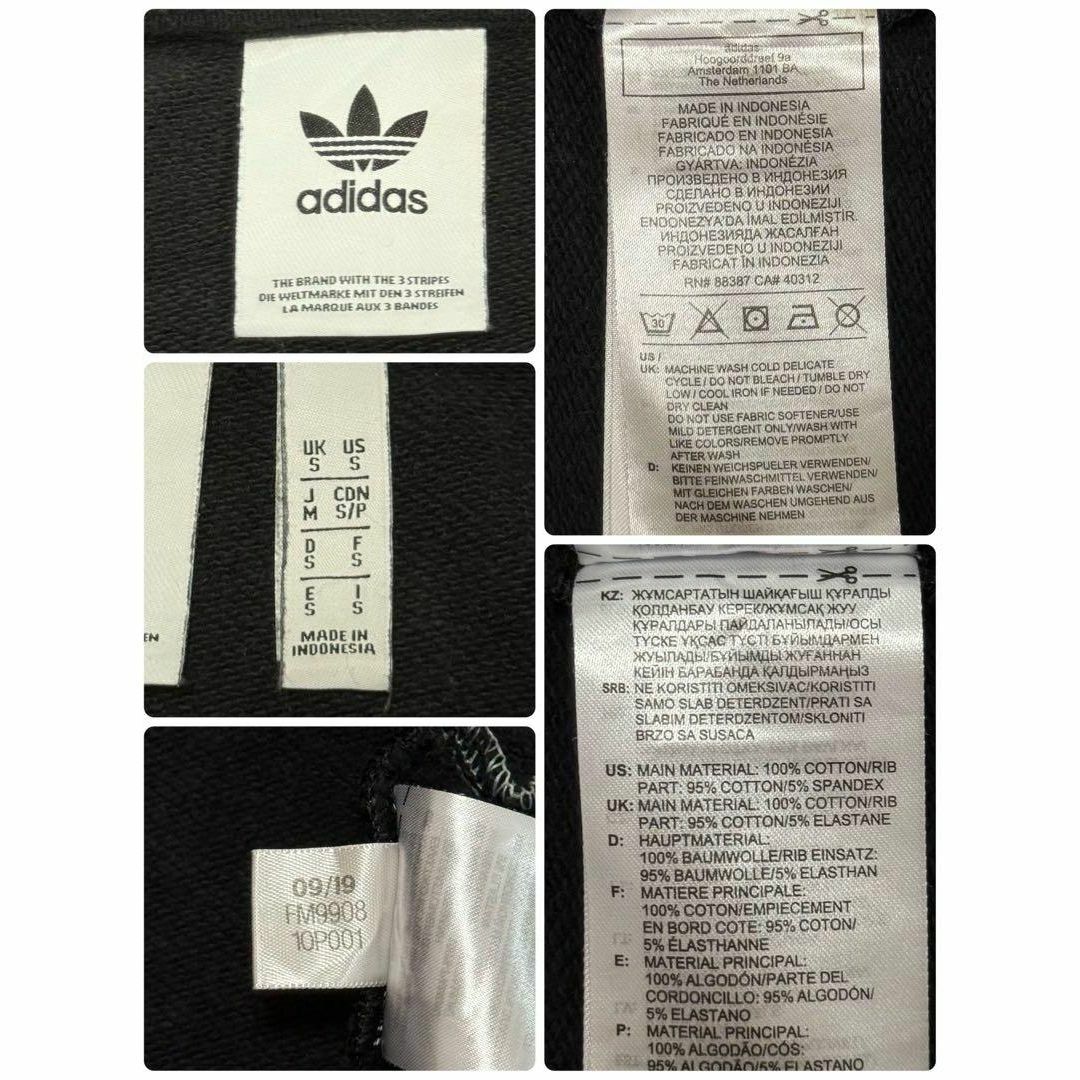 adidas
THE BRAND WITH THE 3 STRIPES
DIE WELTMARKE MIT DEN 3 STREIFEN
LA MARQUE AUX 3 BANDES
EN
UK US
S S
J CDN
M S/P
D F
S S
E I
S S
MADE IN
INDONESIA
09/19
FM9908
10P001
adidas
Hoogoorddreef 9a
Amsterdam 1101 BA
The Netherlands
MADE IN INDONESIA
FABRIQUÉ EN INDONÉSIE
FABRICADO EN INDONESIA
FABRICADO NA INDONÉSIA
GYÁRTVA: INDONÉZIA
ПРОИЗВЕДЕНО В ИНДОНЕЗИЯ
СДЕЛАНО В ИНДОНЕЗИИ
PROIZVEDENO U INDONEZIJI
ENDONEZYA'DA İMAL EDİLMİŞTİR.
ИНДОНЕЗИЯДА ЖАСАЛҒАН
PROIZVEDENO U INDONEZIJI
FABRICAT ÎN INDONEZIA
RN# 88387 CA# 40312
30
US /
UK: MACHINE WASH COLD DELICATE
CYCLE / DO NOT BLEACH / TUMBLE DRY
LOW / COOL IRON IF NEEDED / DO NOT
DRY CLEAN
DO NOT USE FABRIC SOFTENER/USE
MILD DETERGENT ONLY/WASH WITH
LIKE COLORS/REMOVE PROMPTLY
AFTER WASH
D: KEINEN WEICHSPUELER VERWENDEN/
BITTE FEINWASCHMITTEL VERWENDEN/
MIT GLEICHEN FARBEN WASCHEN/
NACH DEM WASCHEN UMGEHEND AUS
DER MASCHINE NEHMEN
KZ: ЖҰМСАРТАТЫН ШАЙҚАҒЫШ ҚҰРАЛДЫ
ҚОЛДАНБАУ КЕРЕК/ЖҰМСАҚ ЖУУ
ҚҰРАЛДАРЫ ПАЙДАЛАНЫЛАДЫ/ОСЫ
ТҮСКЕ ҰҚСАС ТҮСТІ БҰЙЫМДАРМЕН
ЖУЫЛАДЫ/БҰЙЫМДЫ ЖУҒАННАН
КЕЙІН БАРАБАНДА ҚАЛДЫРМАҢЫЗ
SRB: NE KORISTITI OMEKSIVAC/KORISTITI
SAMO SLAB DETERDZENT/PRATI SA
SLABIM DETERDZENTOM/SKLONITI
BRZO SA SUSACA
US: MAIN MATERIAL: 100% COTTON/RIB
PART: 95% COTTON/5% SPANDEX
UK: MAIN MATERIAL: 100% COTTON/RIB
PART: 95% COTTON/5% ELASTANE
D: HAUPTMATERIAL:
100% BAUMWOLLE/RIB EINSATZ:
95% BAUMWOLLE/5% ELASTHAN
F: MATIERE PRINCIPALE:
100% COTON/EMPIECEMENT
EN BORD COTE: 95% COTON/
5% ÉLASTHANNE
E: MATERIAL PRINCIPAL:
100% ALGODÓN/PARTE DEL
CORDONCILLO: 95% ALGODÓN/
5% ELASTANO
P: MATERIAL PRINCIPAL:
100% ALGODÃO/CÓS:
95% ALGODÃO/5% ELASTANO